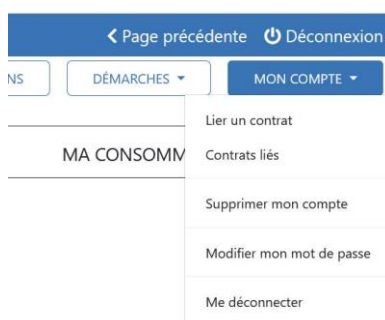 Page précédente Déconnexion
NS DÉMARCHES MON COMPTE
Lier un contrat
MA CONSOMM Contrats liés
Supprimer mon compte
Modifier mon mot de passe
Me déconnecter